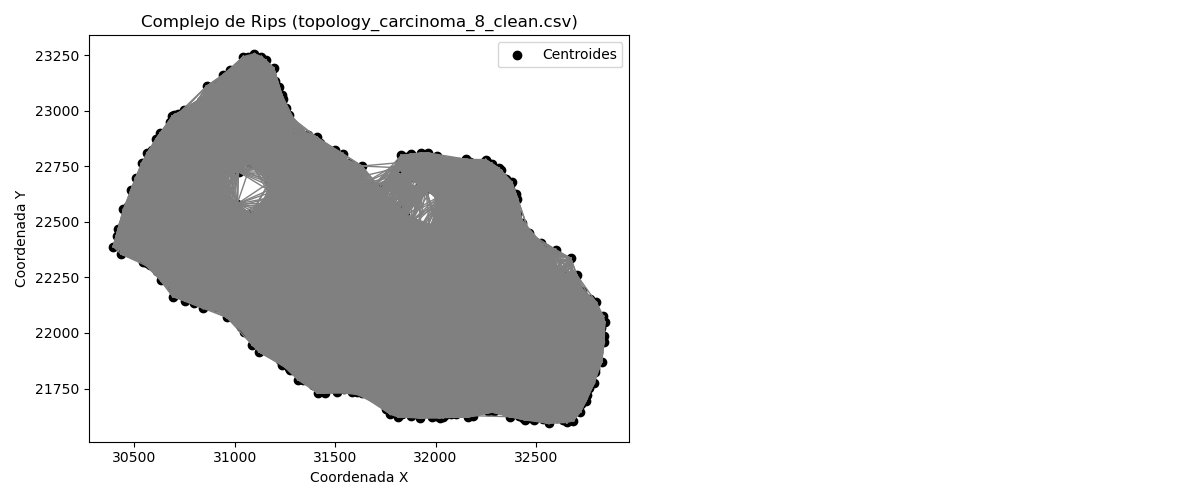 Complejo de Rips (topology_carcinoma_8_clean.csv)
Centroides
23250
23000
22750
22500
22250
22000
21750
Coordenada Y
30500 31000 31500 32000 32500
Coordenada X